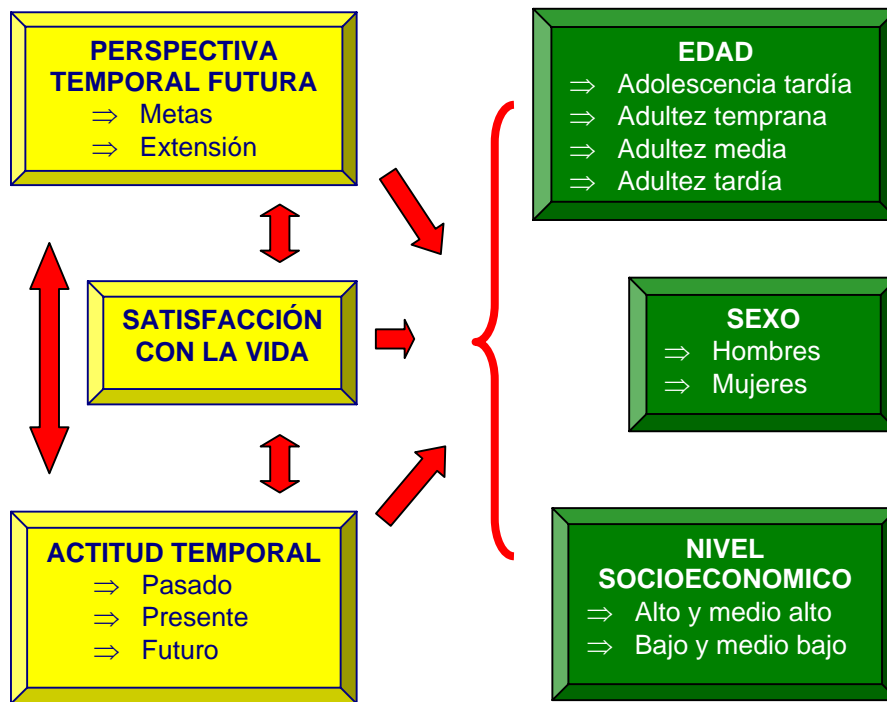 PERSPECTIVA
TEMPORAL FUTURA
⇒ Metas
⇒ Extensión
SATISFACCIÓN
CON LA VIDA
ACTITUD TEMPORAL
⇒ Pasado
⇒ Presente
⇒ Futuro
EDAD
⇒ Adolescencia tardía
⇒ Adultez temprana
⇒ Adultez media
⇒ Adultez tardía
SEXO
⇒ Hombres
⇒ Mujeres
NIVEL
SOCIOECONOMICO
⇒ Alto y medio alto
⇒ Bajo y medio bajo